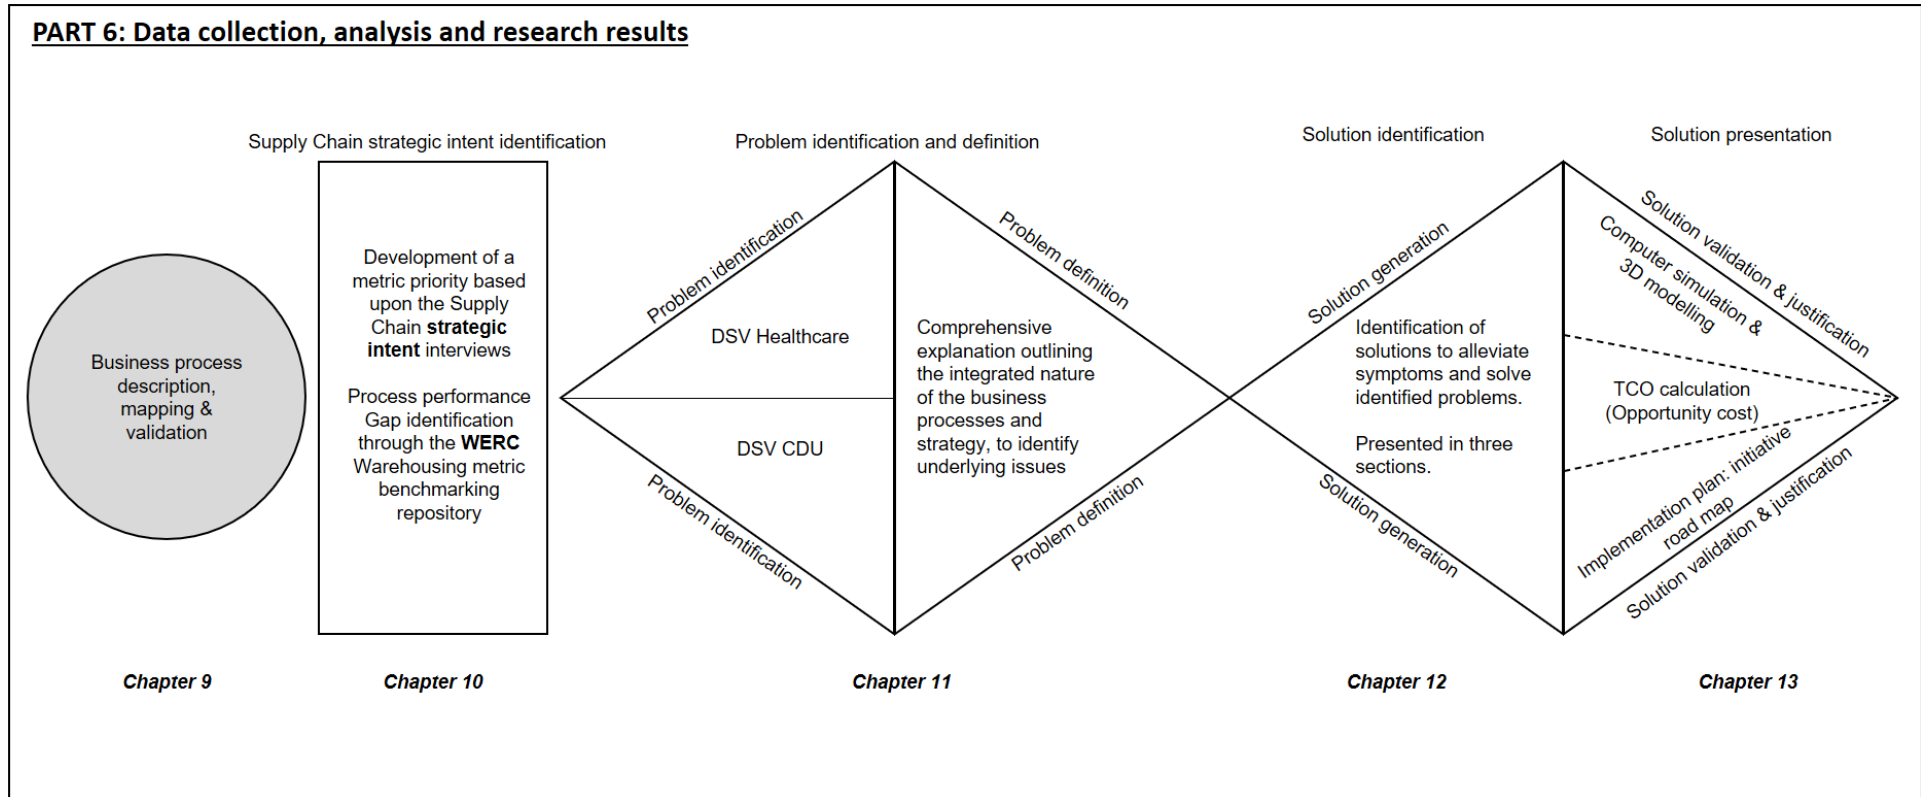 PART 6: Data collection, analysis and research results
Supply Chain strategic intent identification
Problem identification and definition
Solution identification
Solution presentation
Business process
description,
mapping &
validation
Development of a
metric priority based
upon the Supply
Chain strategic
intent interviews
Process performance
Gap identification
through the WERC
Warehousing metric
benchmarking
repository
Problem identification
DSV Healthcare
DSV CDU
Problem identification
Problem definition
Comprehensive
explanation outlining
the integrated nature
of the business
processes and
strategy, to identify
underlying issues
Problem definition
Solution generation
Identification of
solutions to alleviate
symptoms and solve
identified problems.
Presented in three
sections.
Solution generation
Solution validation & justification
Computer simulation &
3D modelling
TCO calculation
(Opportunity cost)
Implementation plan: initiative
road map
Solution validation & justification
Chapter 9
Chapter 10
Chapter 11
Chapter 12
Chapter 13